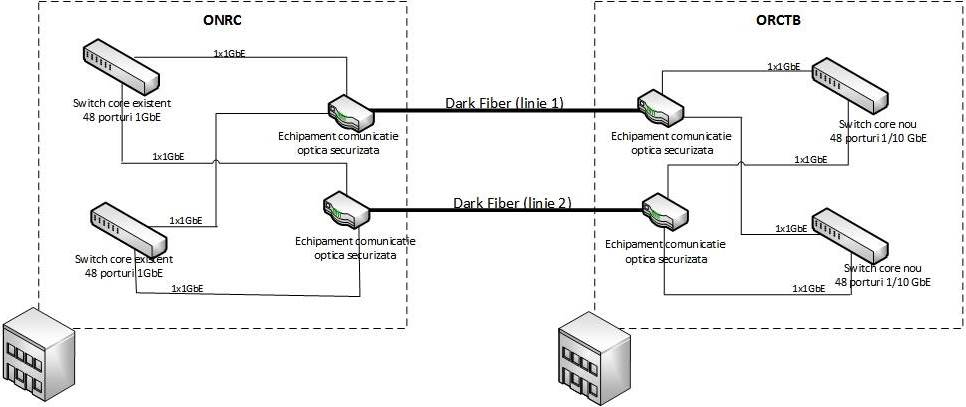 ONRC
ORCTB
1x1GbE
1x1GbE
Switch core existent
48 porturi 1GbE
Dark Fiber (linie 1)
Echipament comunicatie
optica securizata
Echipament comunicatie
optica securizata
Switch core nou
48 porturi 1/10 GbE
1x1GbE
1x1GbE
Dark Fiber (linie 2)
1x1GbE
1x1GbE
Echipament comunicatie
optica securizata
Echipament comunicatie
optica securizata
Switch core existent
48 porturi 1GbE
Switch core nou
48 porturi 1/10 GbE
1x1GbE
1x1GbE